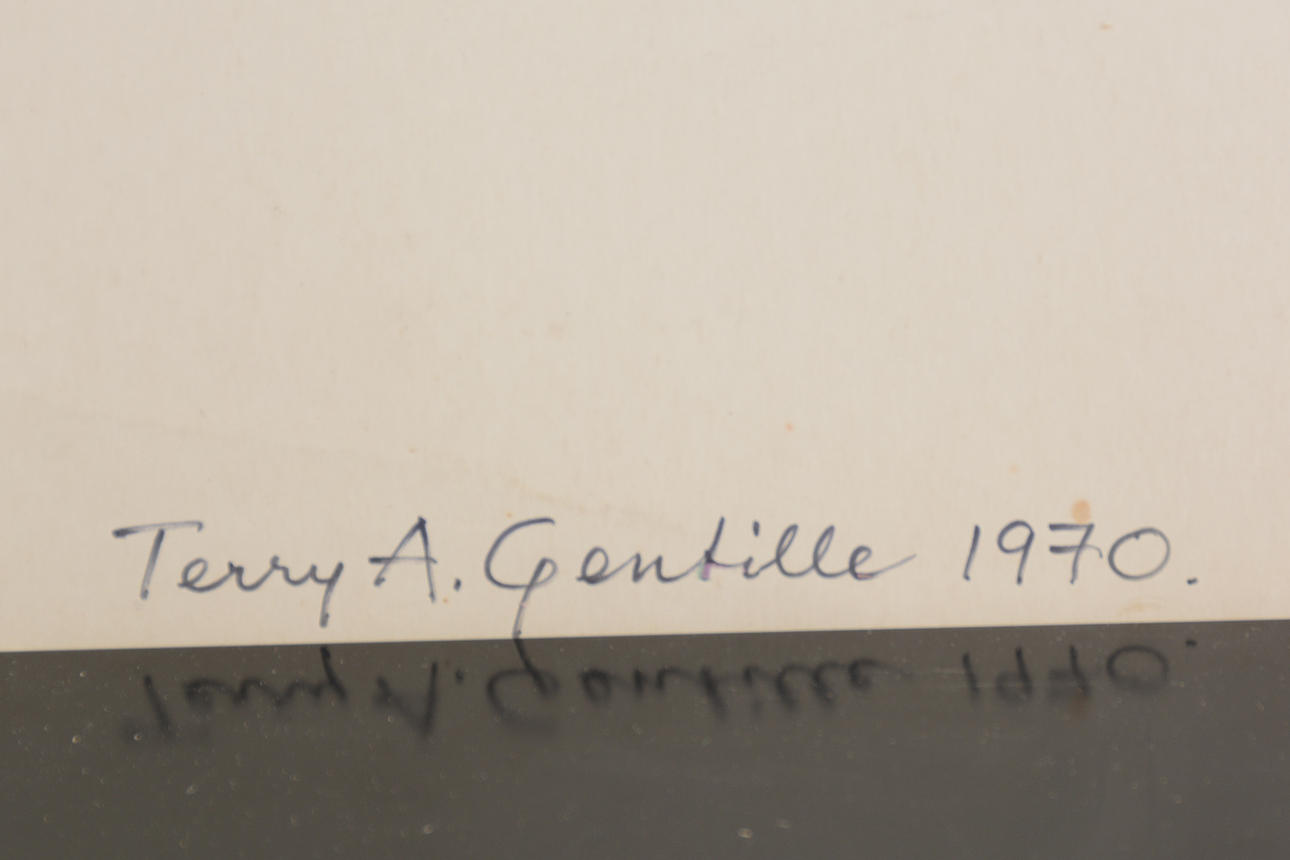 Terry A. Gentille 1970.